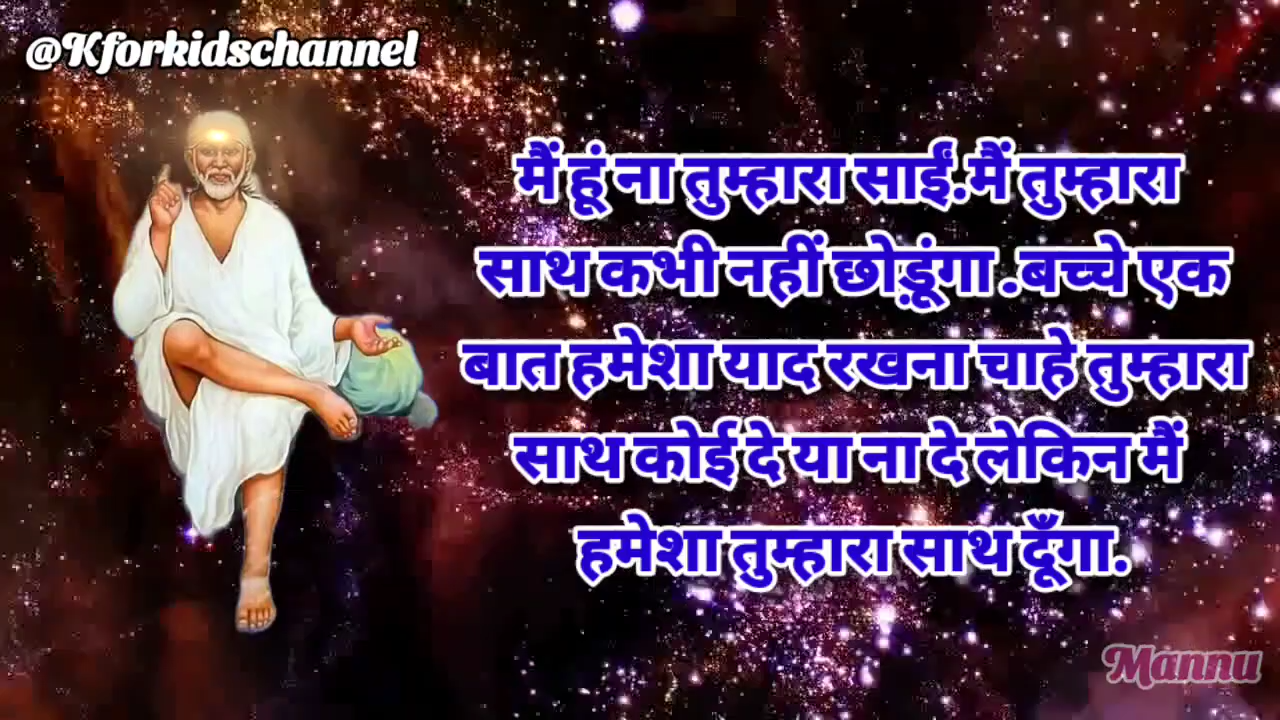 @Kforkidschannel
मैं हूं ना तुम्हारा साईं.मैं तुम्हारा
साथ कभी नहीं छोड़ूंगा .बच्चे एक
बात हमेशा याद रखना चाहे तुम्हारा
साथ कोई दे या ना दे लेकिन मैं
हमेशा तुम्हारा साथ दूँगा.
Mannu